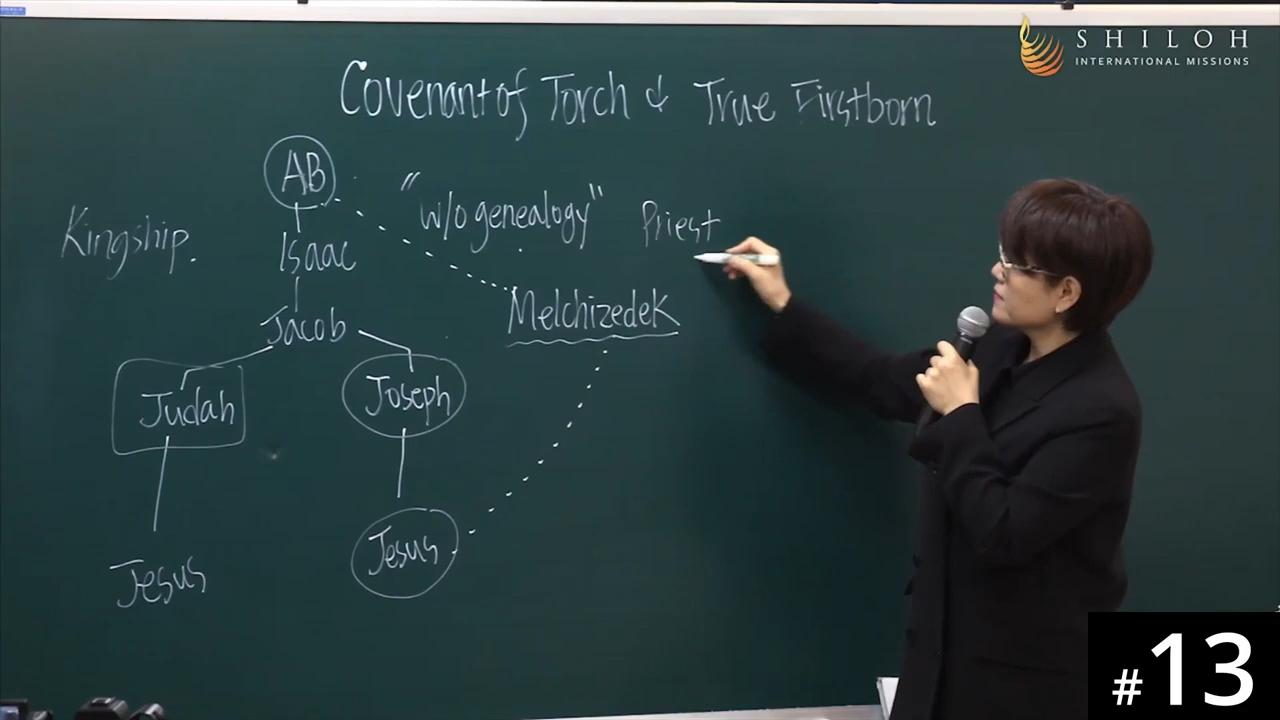 SHILOH
INTERNATIONAL MISSIONS
Covenant of Torch & True Firstborn
AB
"w/o genealogy" Priest
Kingship.
Isaac
Melchizedek
Jacob
Judah
Joseph
Jesus
Jesus
#13